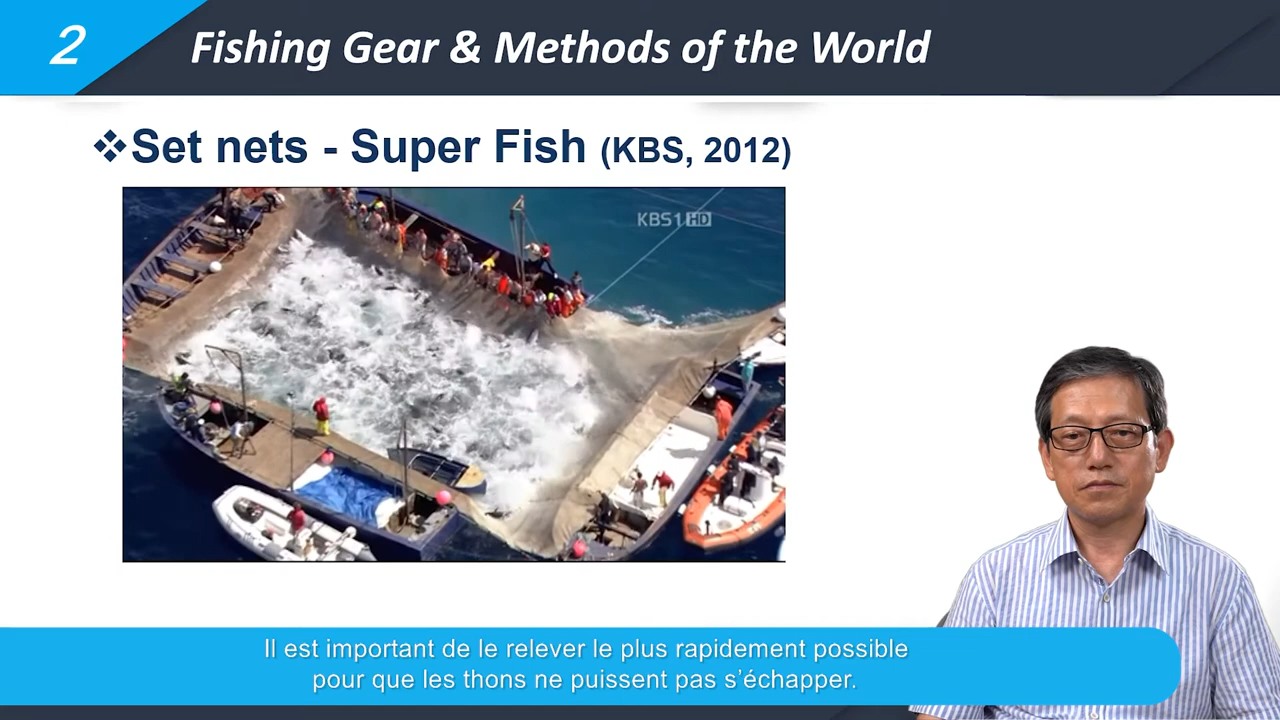 2
Fishing Gear & Methods of the World
❖Set nets - Super Fish (KBS, 2012)
KBS1 HD
Il est important de le relever le plus rapidement possible
pour que les thons ne puissent pas s’échapper.